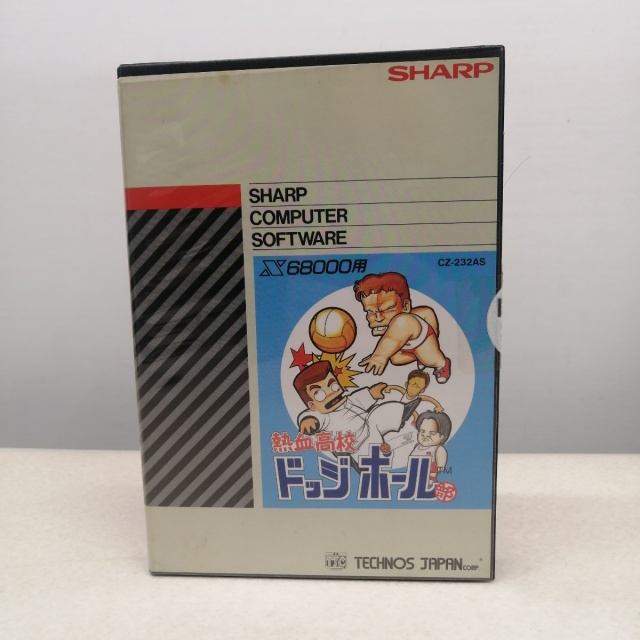 SHARP
SHARP
COMPUTER
SOFTWARE
X68000用
CZ-232AS
熱血高校
ドッジボール部
TM
TECHNOS JAPAN CORP.